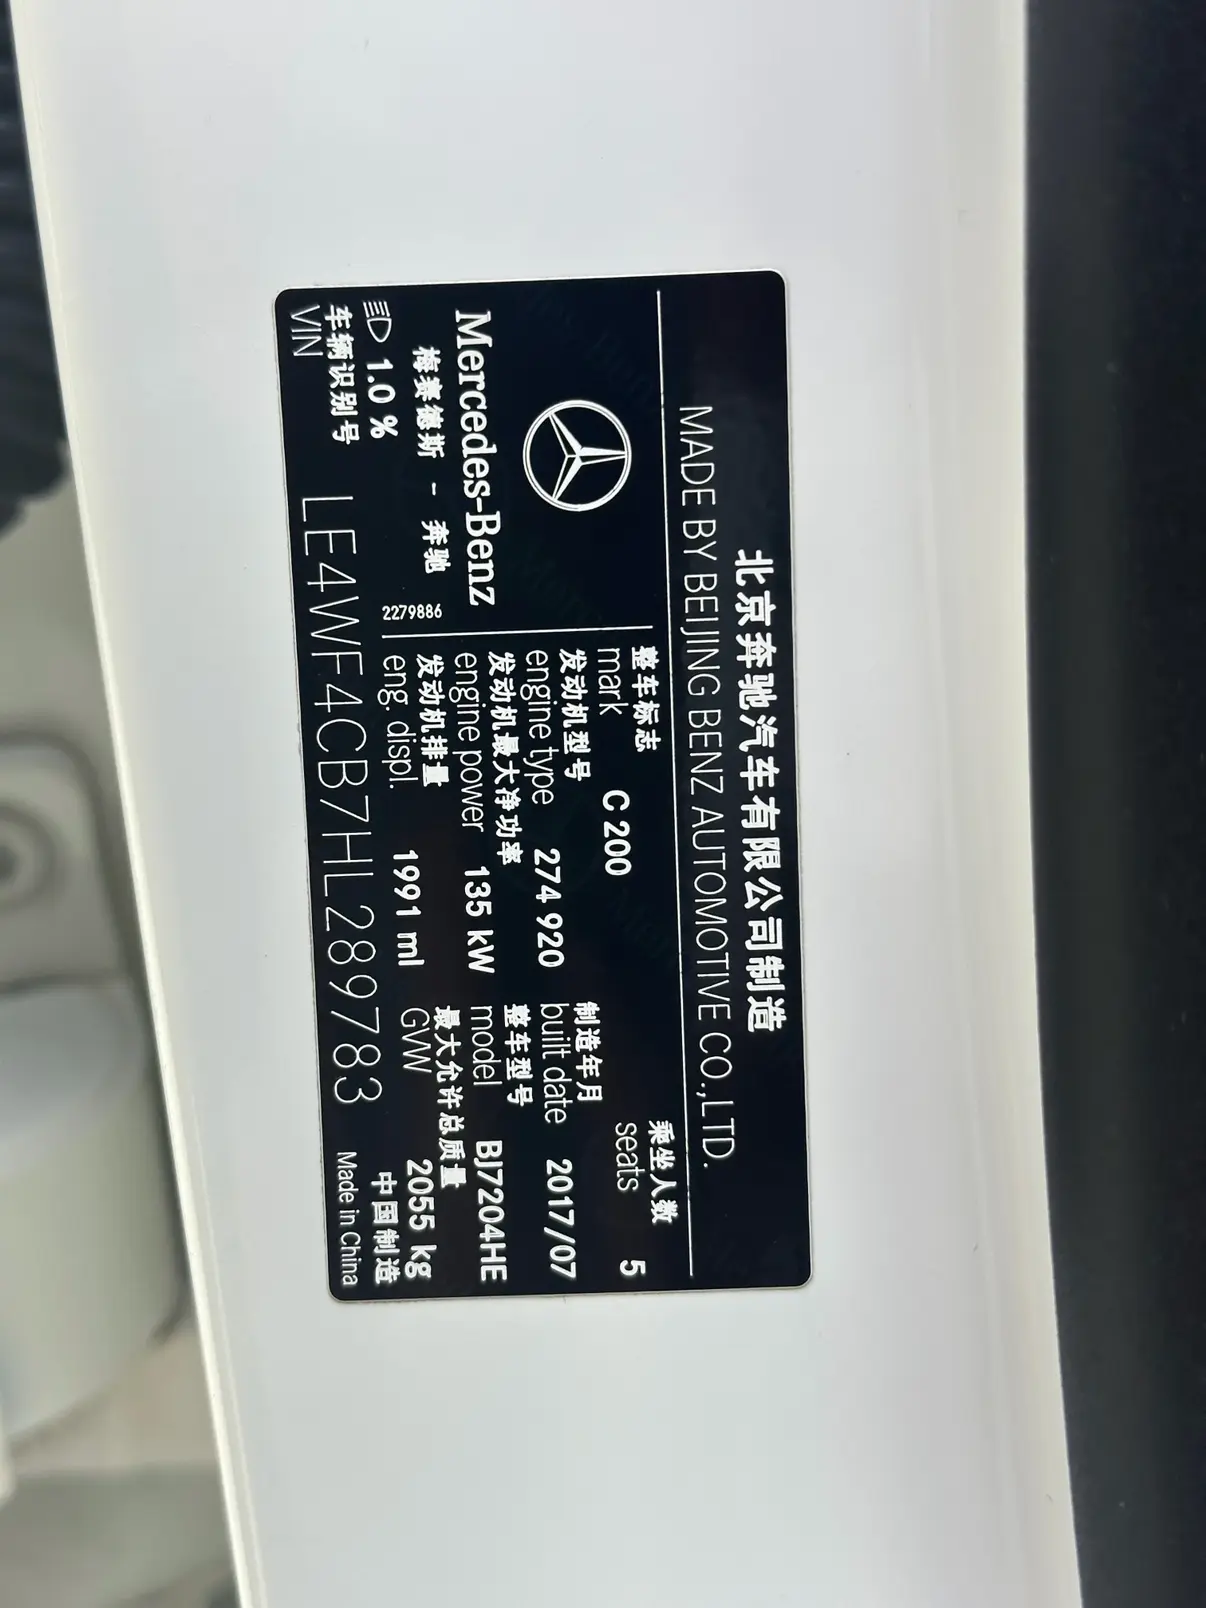 北京奔驰汽车有限公司制造
MADE BY BEIJING BENZ AUTOMOTIVE CO.,LTD.
Mercedes-Benz
梅赛德斯 - 奔驰
2279886
1.0 %
整车标志
mark C 200
乘坐人数
seats 5
发动机型号
engine type 274 920
制造年月
built date 2017/07
发动机最大净功率
engine power 135 kW
整车型号
model BJ7204HE
发动机排量
eng. displ. 1991 ml
最大允许总质量
GVW 2055 kg
车辆识别号
VIN LE4WF4CB7HL289783
中国制造
Made in China